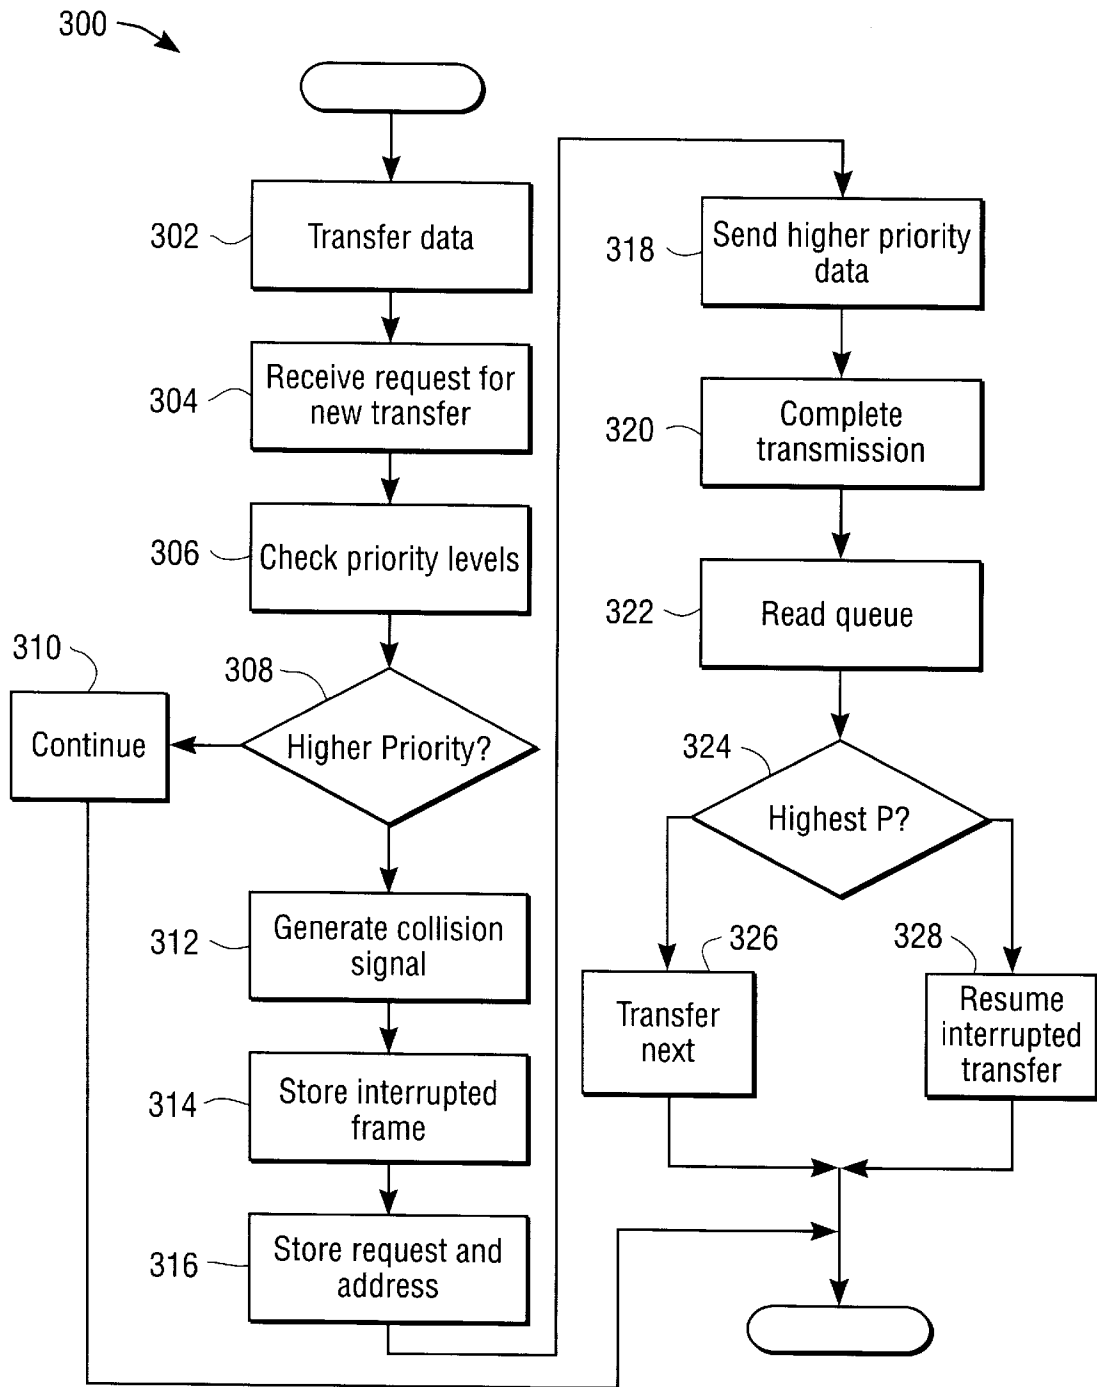 300
302
Transfer data
304
Receive request for
new transfer
306
Check priority levels
308
Higher Priority?
310
Continue
312
Generate collision
signal
314
Store interrupted
frame
316
Store request and
address
318
Send higher priority
data
320
Complete
transmission
322
Read queue
324
Highest P?
326
Transfer
next
328
Resume
interrupted
transfer